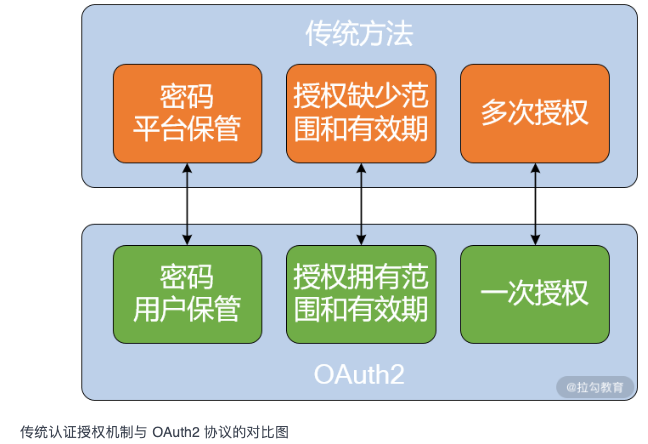 传统方法
密码
平台保管
授权缺少范
围和有效期
多次授权
密码
用户保管
授权拥有范
围和有效期
一次授权
OAuth2
@拉勾教育
传统认证授权机制与 OAuth2 协议的对比图